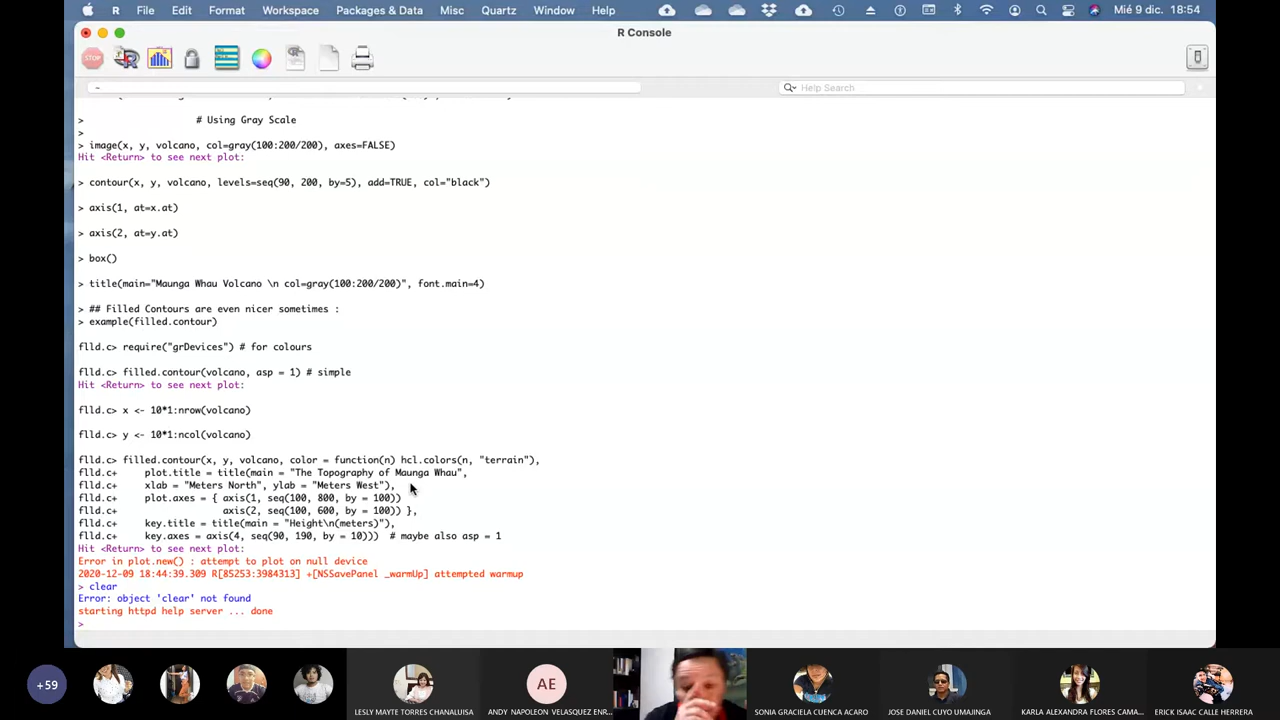 R File Edit Format Workspace Packages & Data Misc Quartz Window Help Mié 9 dic. 18:54
R Console
STOP
~ Help Search
> # Using Gray Scale
>
> image(x, y, volcano, col=gray(100:200/200), axes=FALSE)
Hit <Return> to see next plot:
> contour(x, y, volcano, levels=seq(90, 200, by=5), add=TRUE, col="black")
> axis(1, at=x.at)
> axis(2, at=y.at)
> box()
> title(main="Maunga Whau Volcano \n col=gray(100:200/200)", font.main=4)
> ## Filled Contours are even nicer sometimes :
> example(filled.contour)
flld.c> require("grDevices") # for colours
flld.c> filled.contour(volcano, asp = 1) # simple
Hit <Return> to see next plot:
flld.c> x <- 10*1:nrow(volcano)
flld.c> y <- 10*1:ncol(volcano)
flld.c> filled.contour(x, y, volcano, color = function(n) hcl.colors(n, "terrain"),
flld.c+ plot.title = title(main = "The Topography of Maunga Whau",
flld.c+ xlab = "Meters North", ylab = "Meters West"),
flld.c+ plot.axes = { axis(1, seq(100, 800, by = 100))
flld.c+ axis(2, seq(100, 600, by = 100)) },
flld.c+ key.title = title(main = "Height\n(meters)"),
flld.c+ key.axes = axis(4, seq(90, 190, by = 10))) # maybe also asp = 1
Hit <Return> to see next plot:
Error in plot.new() : attempt to plot on null device
2020-12-09 18:44:39.309 R[85253:3984313] +[NSSavePanel _warmUp] attempted warmup
> clear
Error: object 'clear' not found
starting httpd help server ... done
>
+59 AE
LESLY MAYTE TORRES CHANALUISA ANDY NAPOLEON VELASQUEZ ENR... SONIA GRACIELA CUENCA ACARO JOSE DANIEL CUYO UMAJINGA KARLA ALEXANDRA FLORES CAMA... ERICK ISAAC CALLE HERRERA